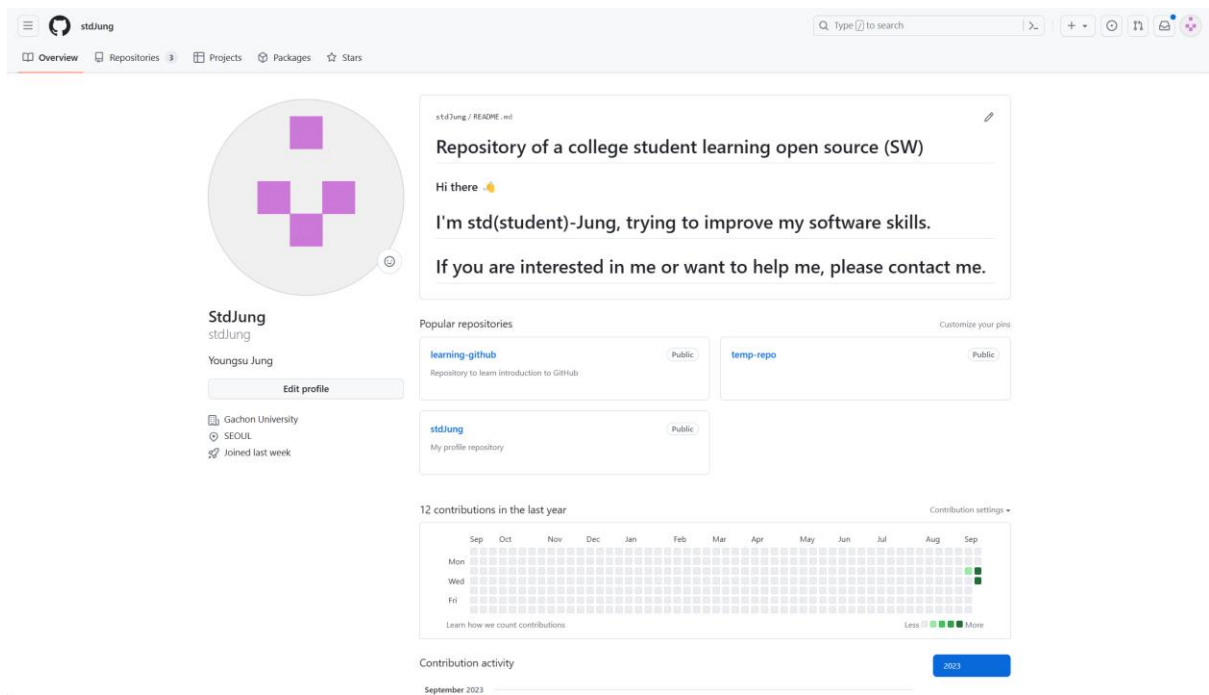 stdJung
Type / to search
Overview
Repositories 3
Projects
Packages
Stars
stdJung / README.md
Repository of a college student learning open source (SW)
Hi there 👋
I'm std(student)-Jung, trying to improve my software skills.
If you are interested in me or want to help me, please contact me.
StdJung
stdJung
Youngsu Jung
Edit profile
Gachon University
SEOUL
Joined last week
Popular repositories
Customize your pins
learning-github
Public
Repository to learn introduction to GitHub
temp-repo
Public
stdJung
Public
My profile repository
12 contributions in the last year
Contribution settings
Sep Oct Nov Dec Jan Feb Mar Apr May Jun Jul Aug Sep
Mon
Wed
Fri
Learn how we count contributions
Less More
Contribution activity
2023
September 2023